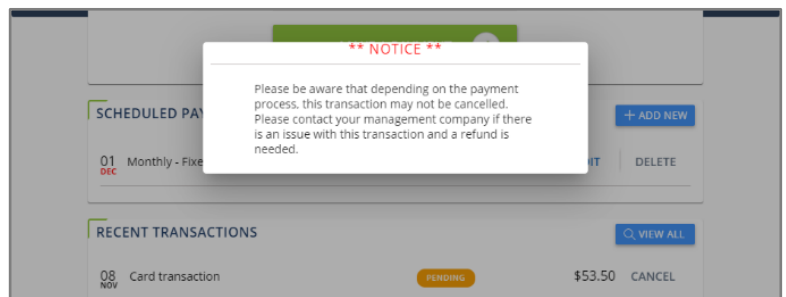 ** NOTICE **
Please be aware that depending on the payment
process, this transaction may not be cancelled.
Please contact your management company if there
is an issue with this transaction and a refund is
needed.
SCHEDULED
+ ADD NEW
01 Monthly -
DEC
DELETE
RECENT TRANSACTIONS
VIEW ALL
08 Card transaction PENDING $53.50 CANCEL
NOV